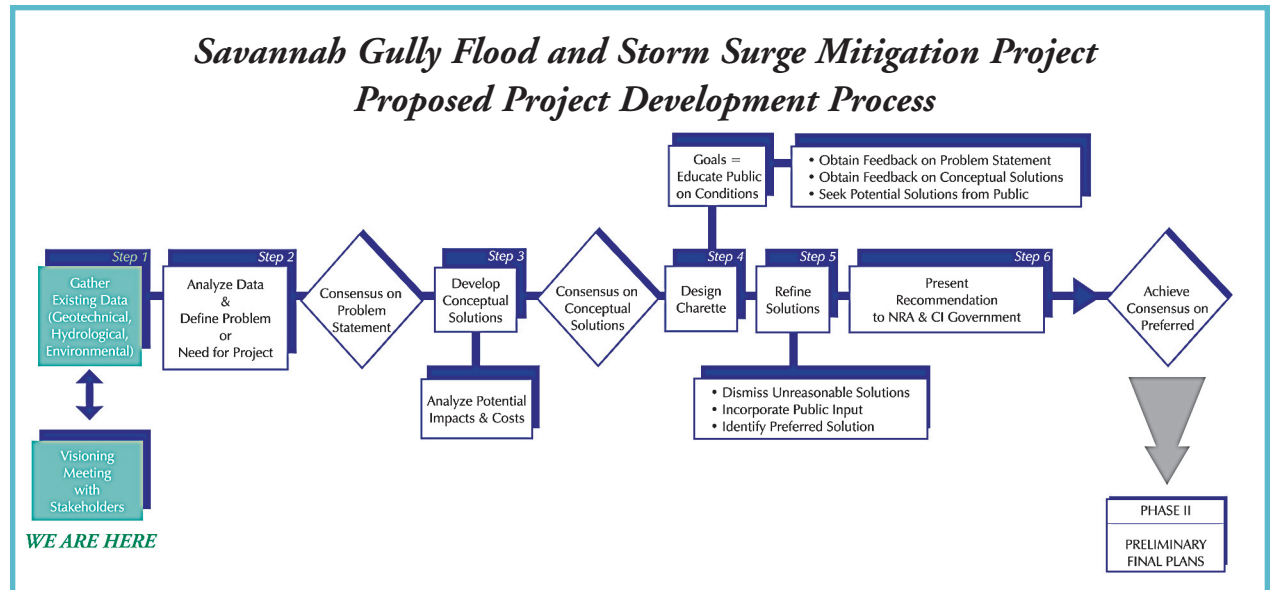 Savannah Gully Flood and Storm Surge Mitigation Project
Proposed Project Development Process
Goals =
Educate Public
on Conditions
• Obtain Feedback on Problem Statement
• Obtain Feedback on Conceptual Solutions
• Seek Potential Solutions from Public
Step 1
Gather
Existing Data
(Geotechnical,
Hydrological,
Environmental)
Step 2
Analyze Data
&
Define Problem
or
Need for Project
Consensus on
Problem
Statement
Step 3
Develop
Conceptual
Solutions
Consensus on
Conceptual
Solutions
Step 4
Design
Charette
Step 5
Refine
Solutions
Step 6
Present
Recommendation
to NRA & CI Government
Achieve
Consensus on
Preferred
Analyze Potential
Impacts & Costs
• Dismiss Unreasonable Solutions
• Incorporate Public Input
• Identify Preferred Solution
Visioning
Meeting
with
Stakeholders
WE ARE HERE
PHASE II
PRELIMINARY
FINAL PLANS